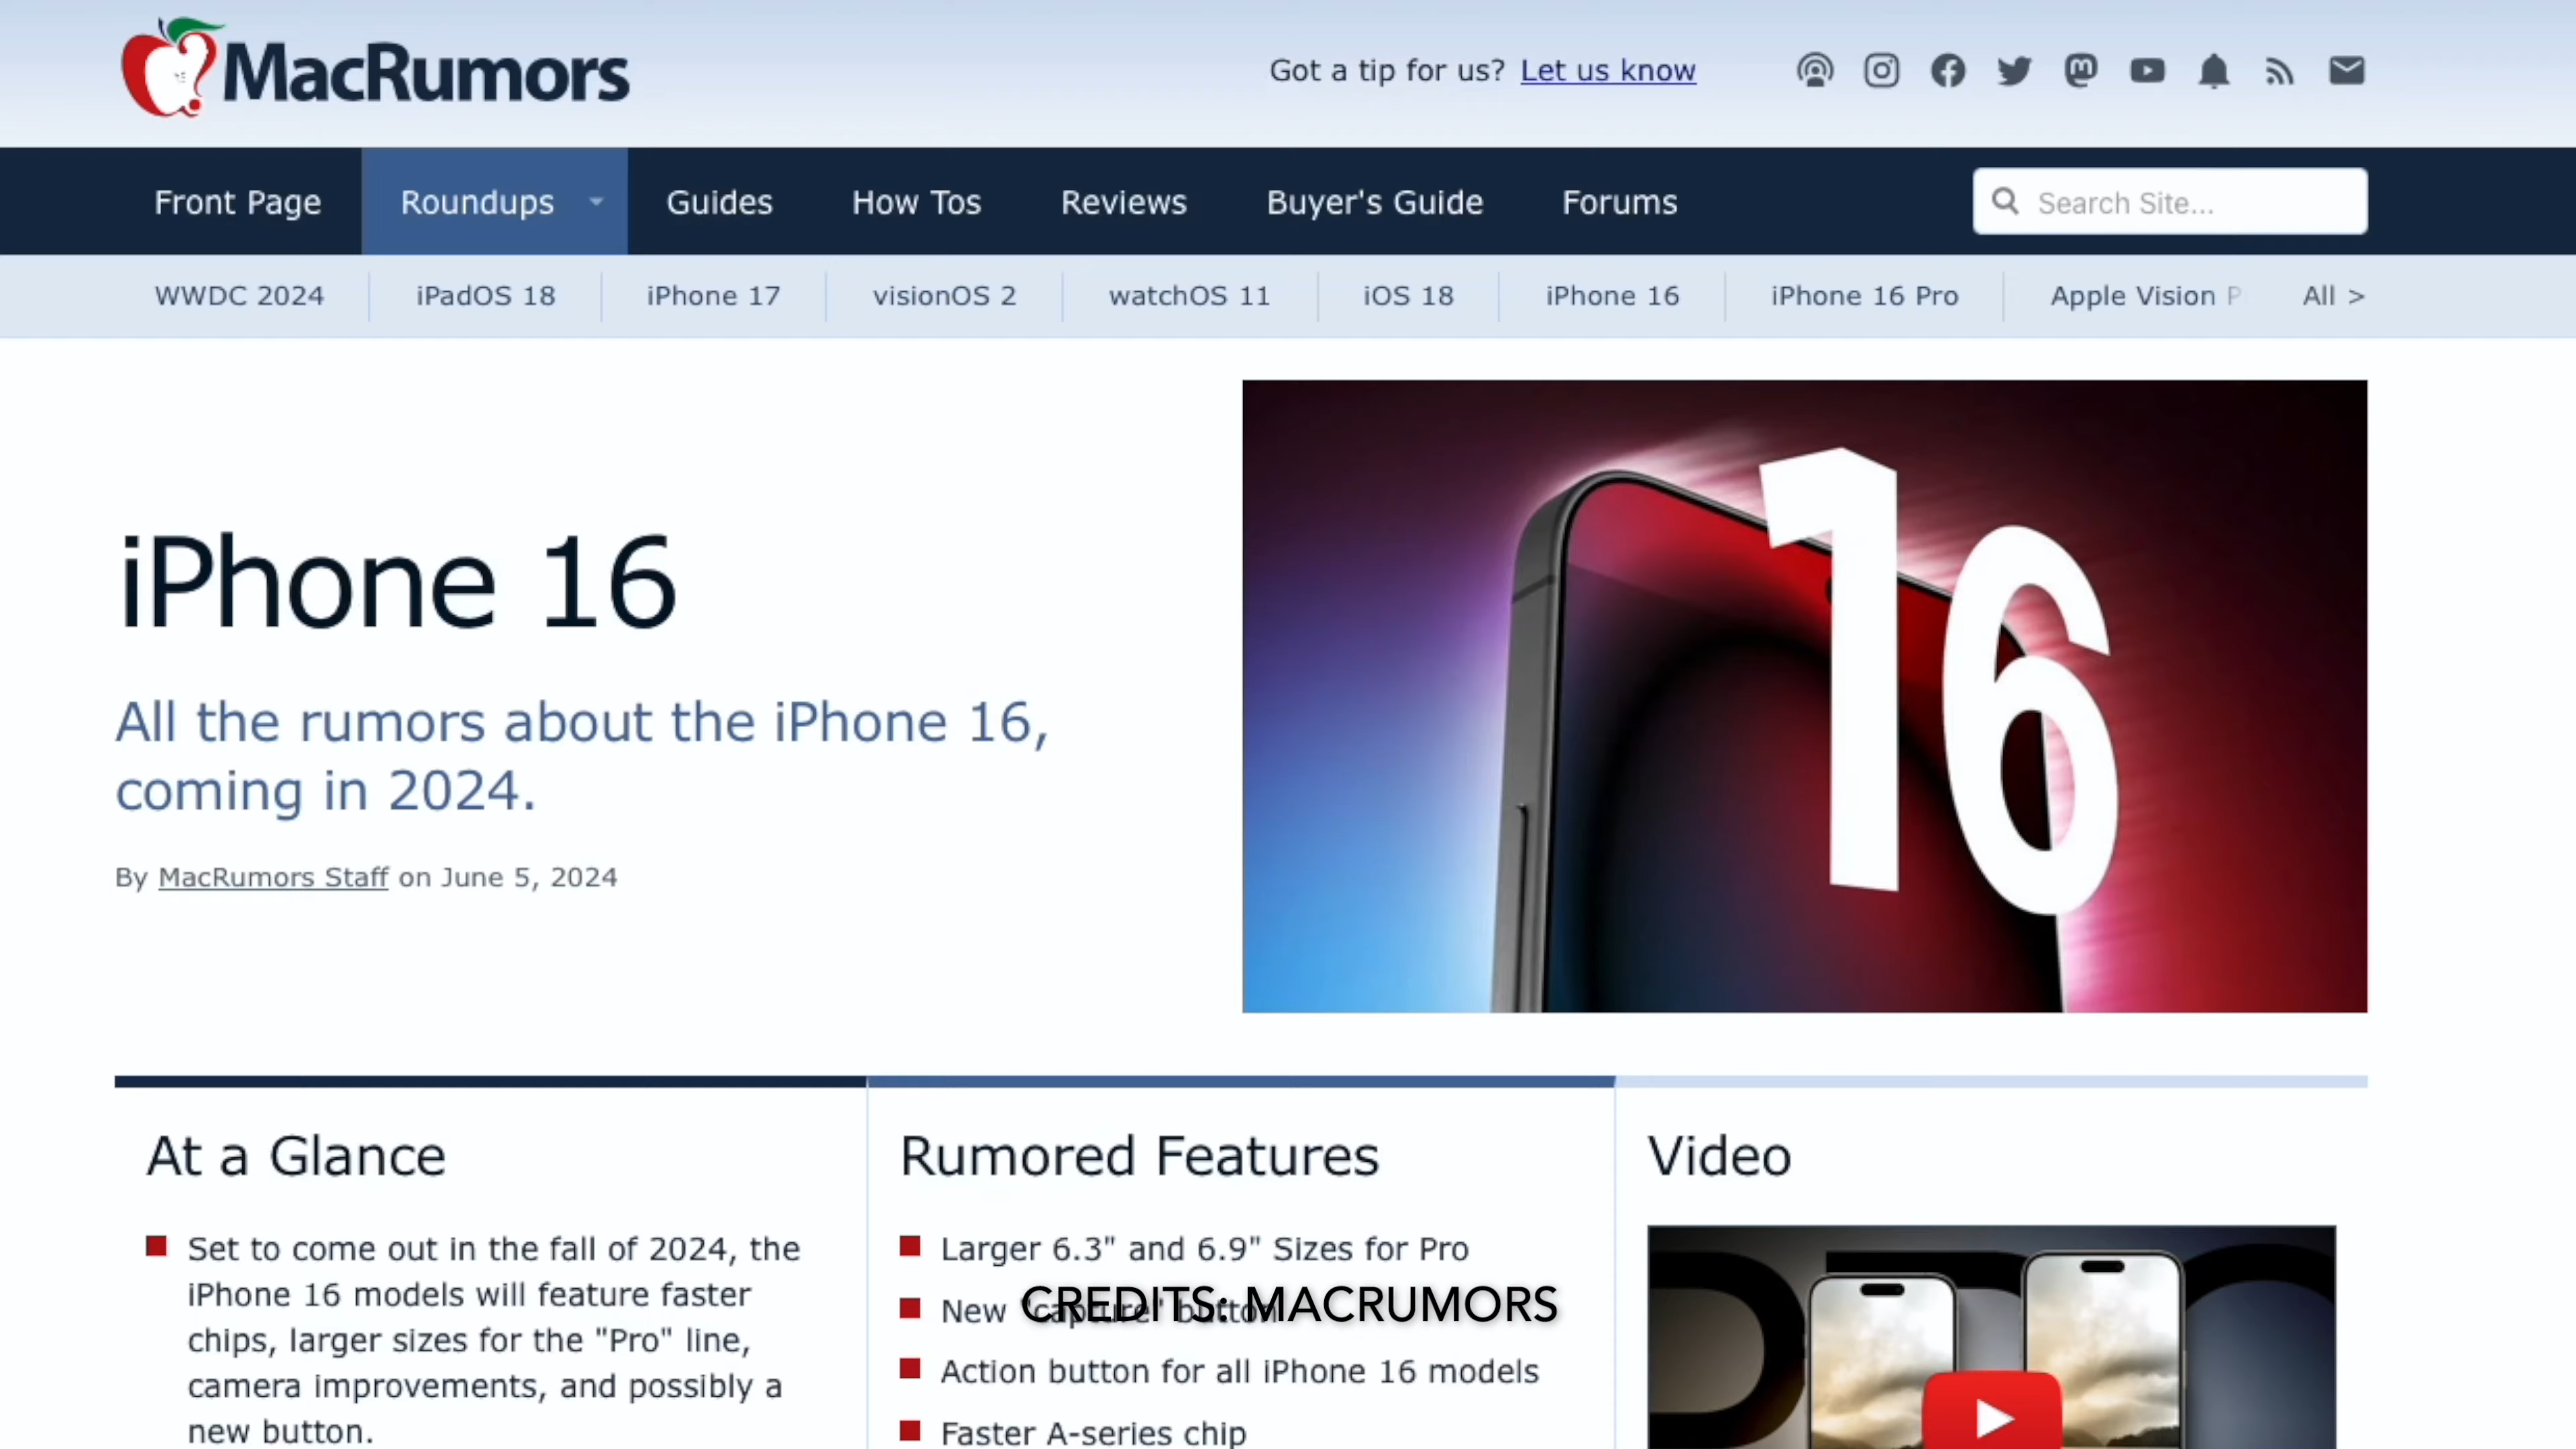 MacRumors
Got a tip for us? Let us know
Front Page
Roundups
Guides
How Tos
Reviews
Buyer's Guide
Forums
Search Site...
WWDC 2024
iPadOS 18
iPhone 17
visionOS 2
watchOS 11
iOS 18
iPhone 16
iPhone 16 Pro
Apple Vision P
All >
iPhone 16
All the rumors about the iPhone 16,
coming in 2024.
By MacRumors Staff on June 5, 2024
16
At a Glance
Set to come out in the fall of 2024, the
iPhone 16 models will feature faster
chips, larger sizes for the "Pro" line,
camera improvements, and possibly a
new button.
Rumored Features
Larger 6.3" and 6.9" Sizes for Pro
New "capture" button
CREDITS: MACRUMORS
Action button for all iPhone 16 models
Faster A-series chip
Video